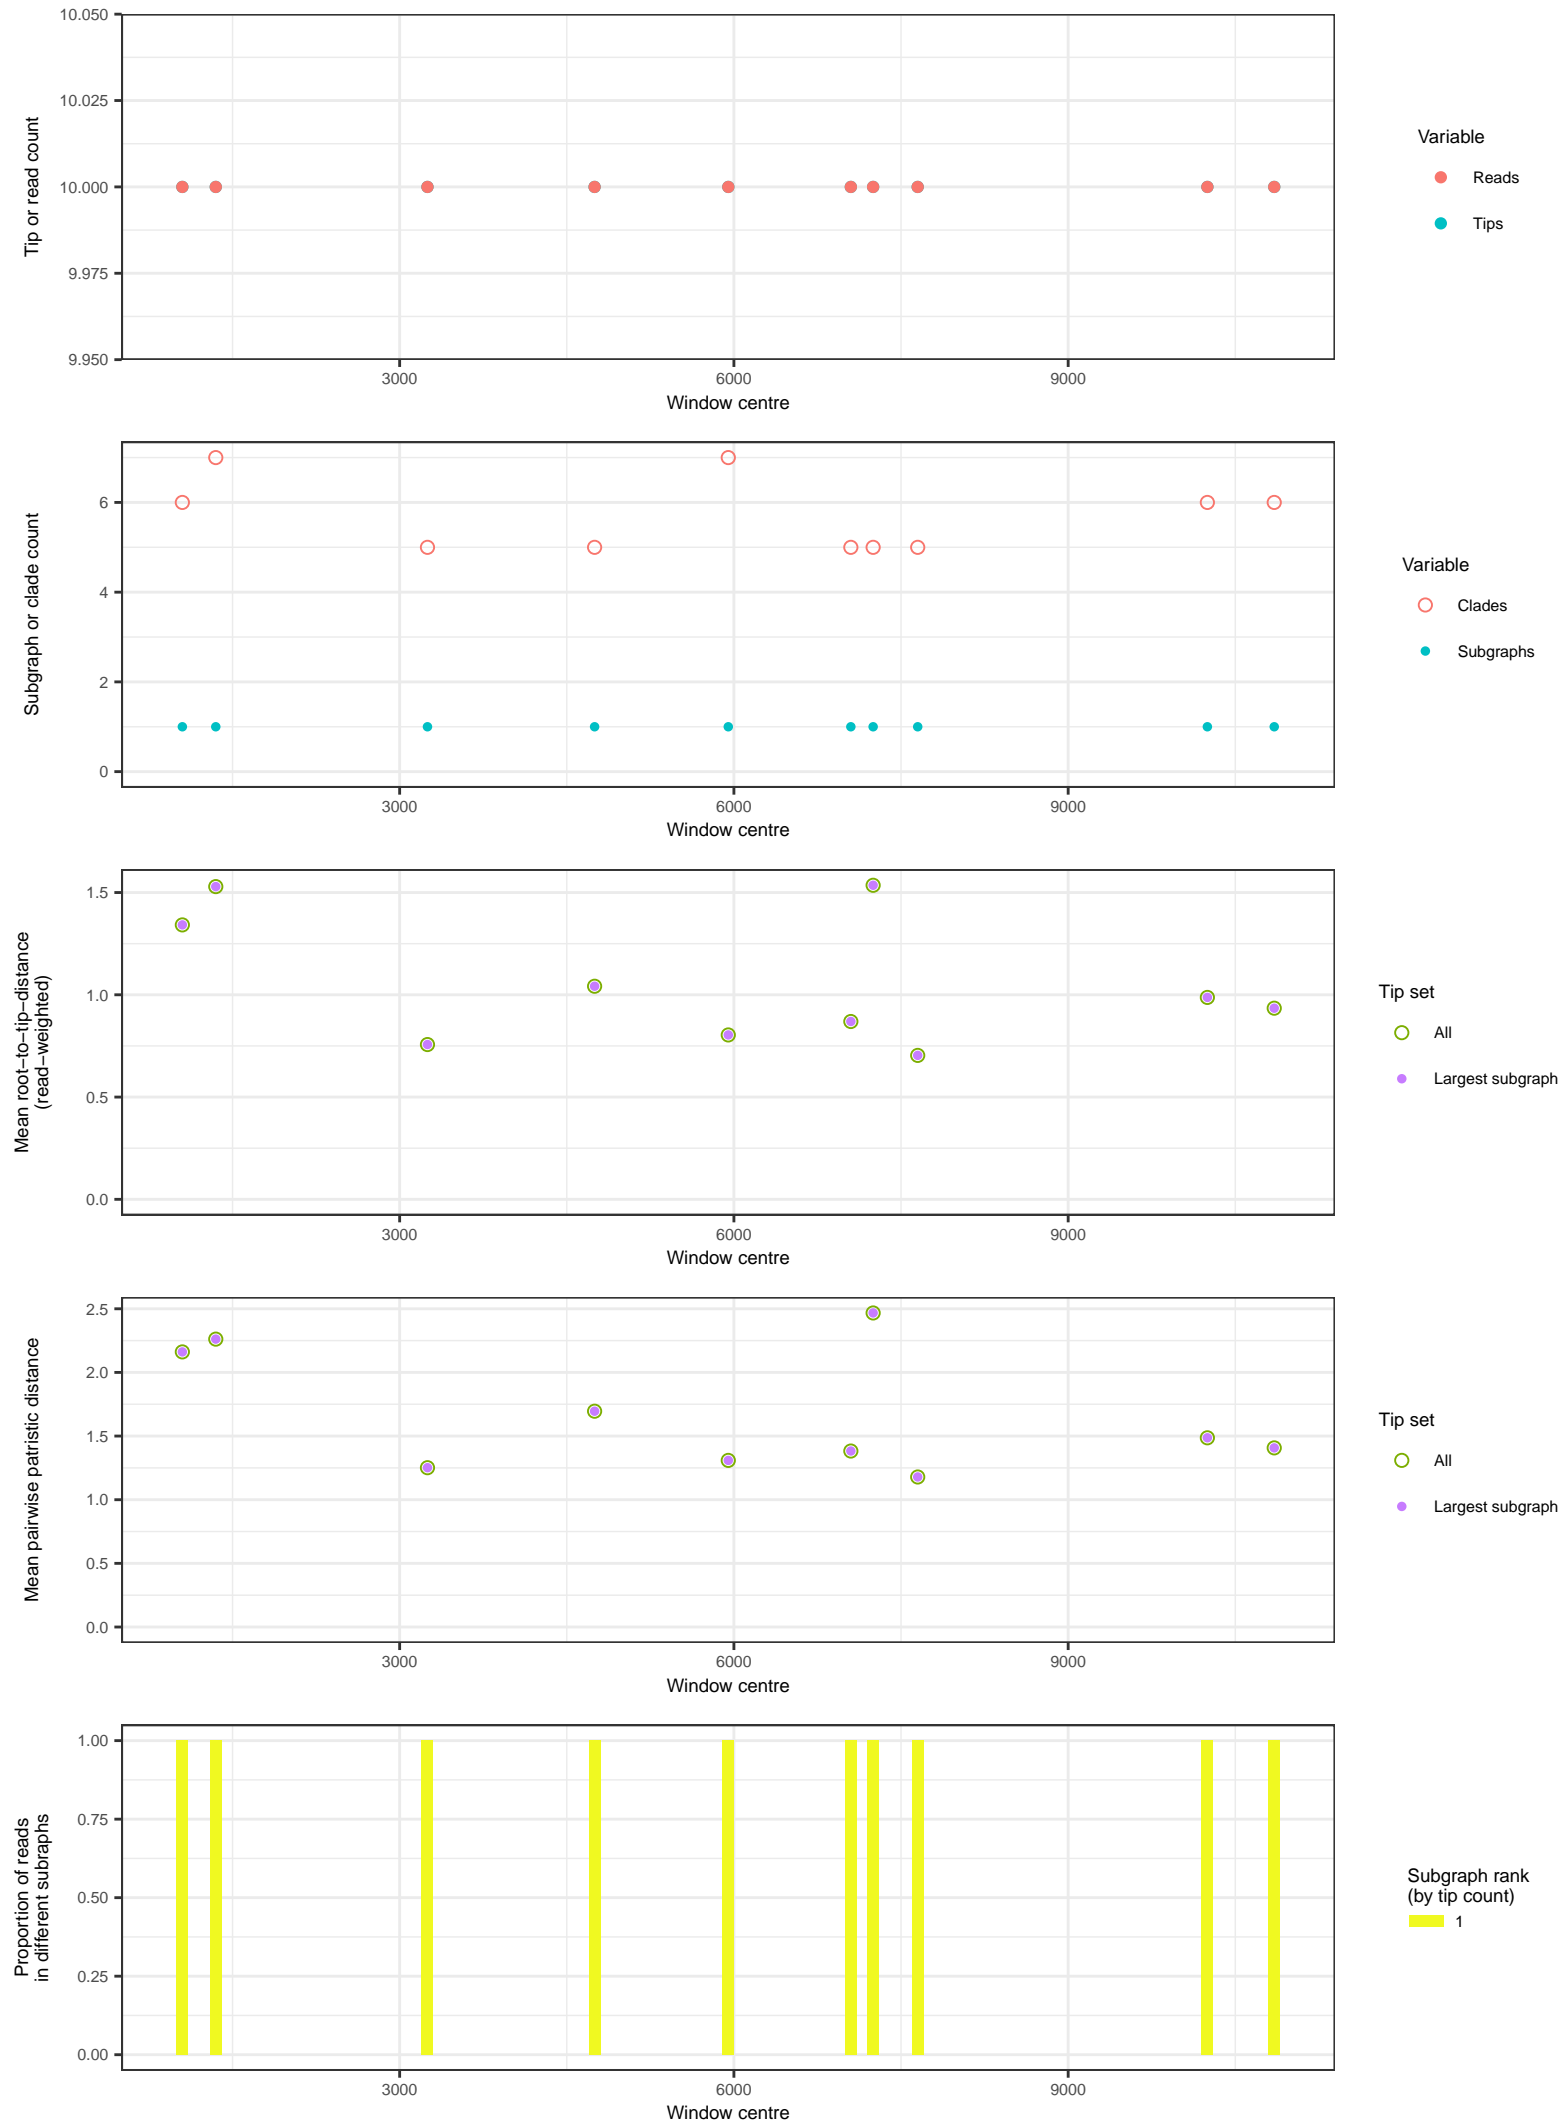 10.050
10.025
10.000
9.975
9.950
Tip or read count
3000
6000
9000
Window centre
Variable
Reads
Tips
6
4
2
0
Subgraph or clade count
3000
6000
9000
Window centre
Variable
Clades
Subgraphs
1.5
1.0
0.5
0.0
Mean root−to−tip−distance
(read−weighted)
3000
6000
9000
Window centre
Tip set
All
Largest subgraph
2.5
2.0
1.5
1.0
0.5
0.0
Mean pairwise patristic distance
3000
6000
9000
Window centre
Tip set
All
Largest subgraph
1.00
0.75
0.50
0.25
0.00
Proportion of reads
in different subraphs
3000
6000
9000
Window centre
Subgraph rank
(by tip count)
1